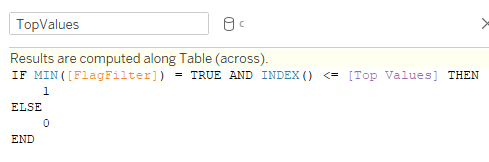 TopValues
c
Results are computed along Table (across).
IF MIN([FlagFilter]) = TRUE AND INDEX() <= [Top Values] THEN
    1
ELSE
    0
END